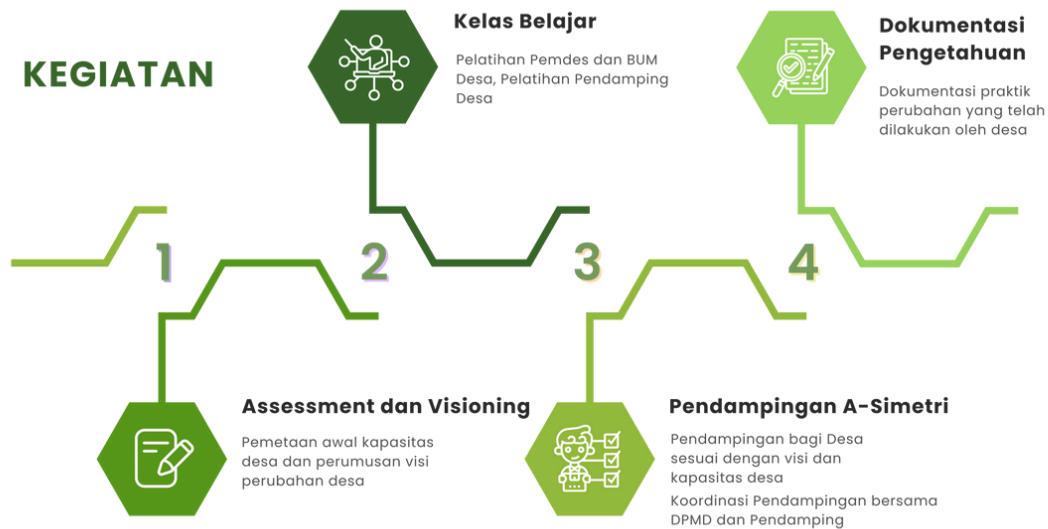 KEGIATAN
Kelas Belajar
Pelatihan Pemdes dan BUM
Desa, Pelatihan Pendamping
Desa
Dokumentasi
Pengetahuan
Dokumentasi praktik
perubahan yang telah
dilakukan oleh desa
1
2
3
4
Assessment dan Visioning
Pemetaan awal kapasitas
desa dan perumusan visi
perubahan desa
Pendampingan A-Simetri
Pendampingan bagi Desa
sesuai dengan visi dan
kapasitas desa
Koordinasi Pendampingan bersama
DPMD dan Pendamping